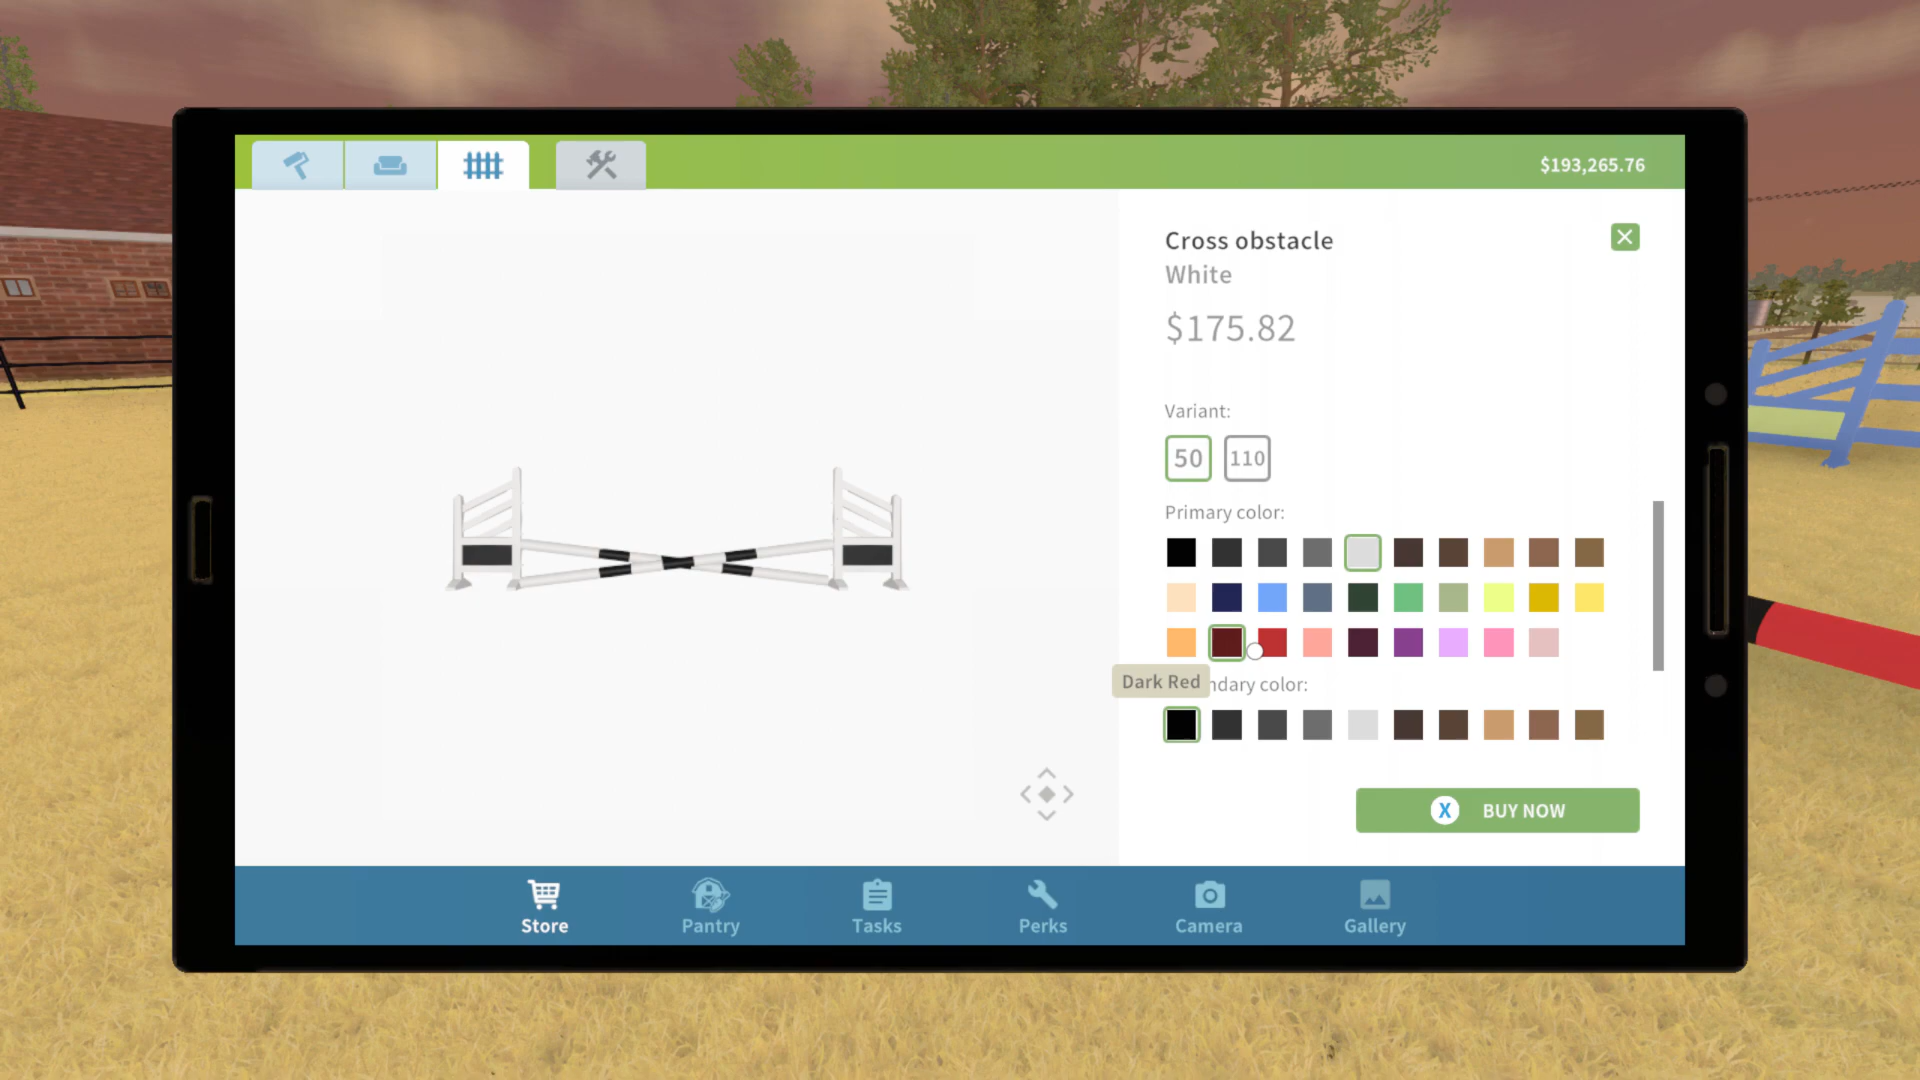 $193,265.76
Cross obstacle
White
$175.82
Variant:
50 110
Primary color:
Dark Red
ndary color:
X BUY NOW
Store Pantry Tasks Perks Camera Gallery